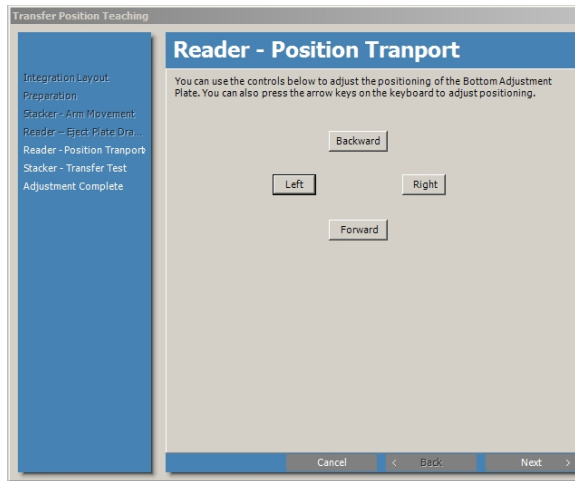 Transfer Position Teaching
Reader - Position Tranport
Integration Layout
Preparation
Stacker - Arm Movement
Reader – Eject Plate Dra...
Reader - Position Tranport
Stacker - Transfer Test
Adjustment Complete
You can use the controls below to adjust the positioning of the Bottom Adjustment
Plate. You can also press the arrow keys on the keyboard to adjust positioning.
Backward
Left
Right
Forward
Cancel
< Back
Next >